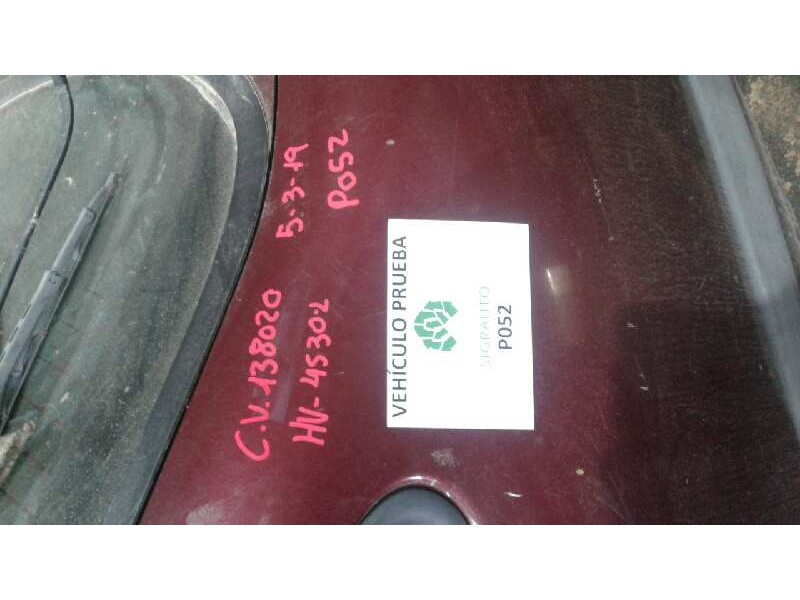 C.V.138020 5-3-19
HV-45302 P052
VEHÍCULO PRUEBA
SIGRAUTO
P052